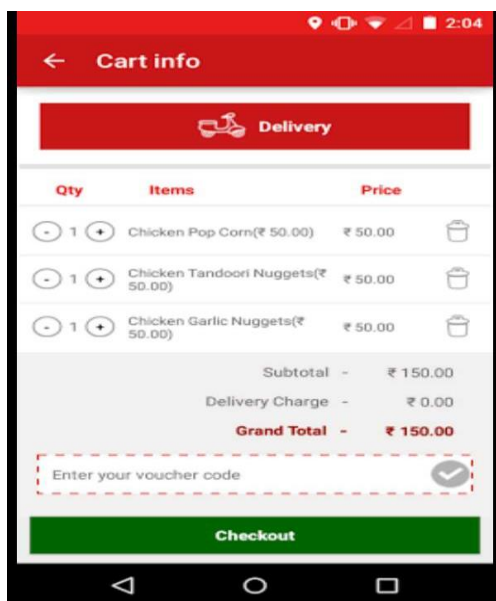 2:04
Cart info
Delivery
Qty Items Price
- 1 + Chicken Pop Corn(₹ 50.00) ₹ 50.00
- 1 + Chicken Tandoori Nuggets(₹
50.00) ₹ 50.00
- 1 + Chicken Garlic Nuggets(₹
50.00) ₹ 50.00
Subtotal - ₹ 150.00
Delivery Charge - ₹ 0.00
Grand Total - ₹ 150.00
Enter your voucher code
Checkout